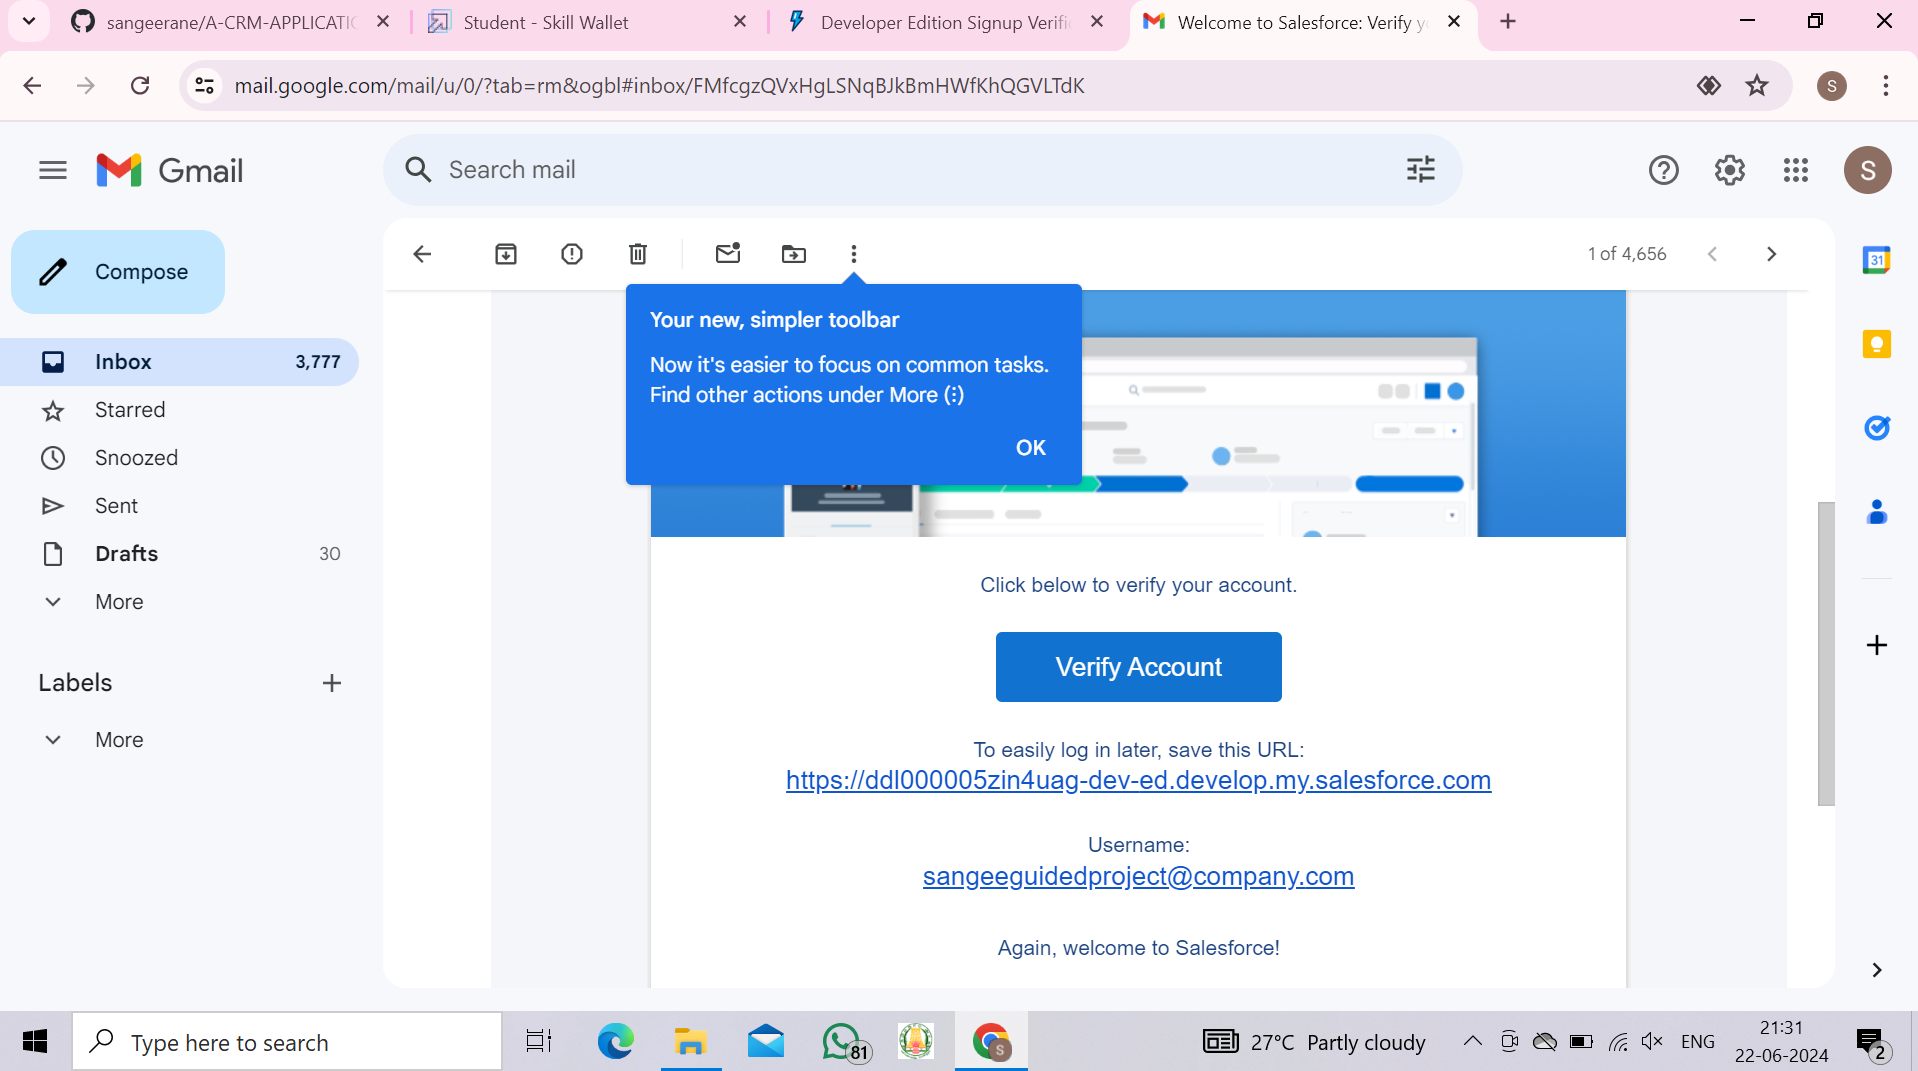 sangeerane/A-CRM-APPLICATIO
Student - Skill Wallet
Developer Edition Signup Verific
Welcome to Salesforce: Verify yo
mail.google.com/mail/u/0/?tab=rm&ogbl#inbox/FMfcgzQVxHgLSNqBJkBmHWfKhQGVLTdK
S
Gmail
Search mail
S
Compose
1 of 4,656
31
Your new, simpler toolbar
Now it's easier to focus on common tasks.
Find other actions under More (⋮)
OK
Inbox 3,777
Starred
Snoozed
Sent
Drafts 30
More
Labels
More
Click below to verify your account.
Verify Account
To easily log in later, save this URL:
https://ddl000005zin4uag-dev-ed.develop.my.salesforce.com
Username:
sangeeguidedproject@company.com
Again, welcome to Salesforce!
Type here to search
81
S
27°C Partly cloudy
ENG
21:31
22-06-2024
2